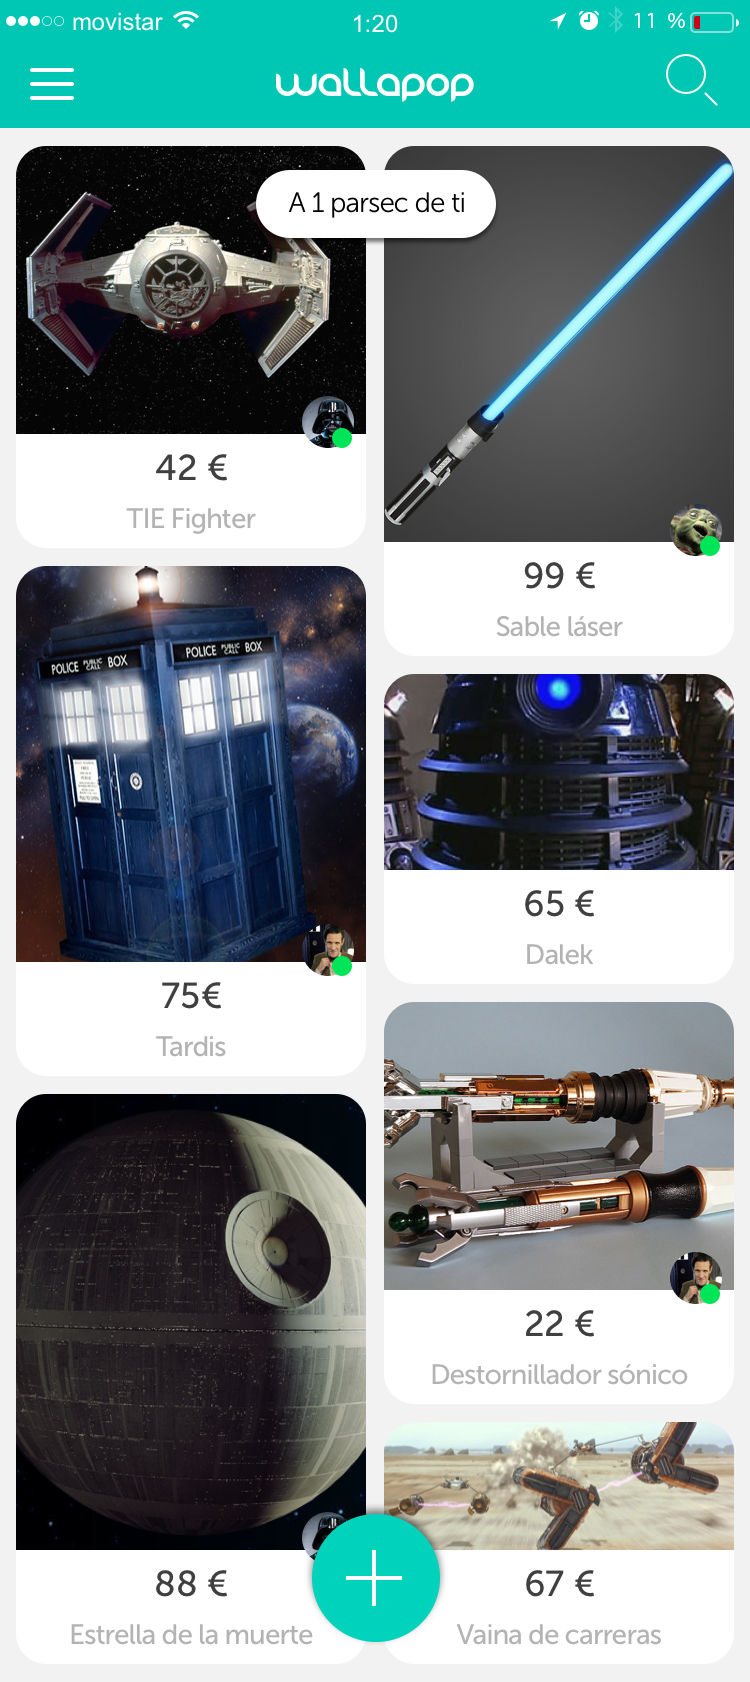 movistar 1:20 11 %
wallapop
A 1 parsec de ti
42 €
TIE Fighter
99 €
Sable láser
POLICE PUBLIC CALL BOX
POLICE PUBLIC CALL BOX
75€
Tardis
65 €
Dalek
22 €
Destornillador sónico
88 €
Estrella de la muerte
67 €
Vaina de carreras